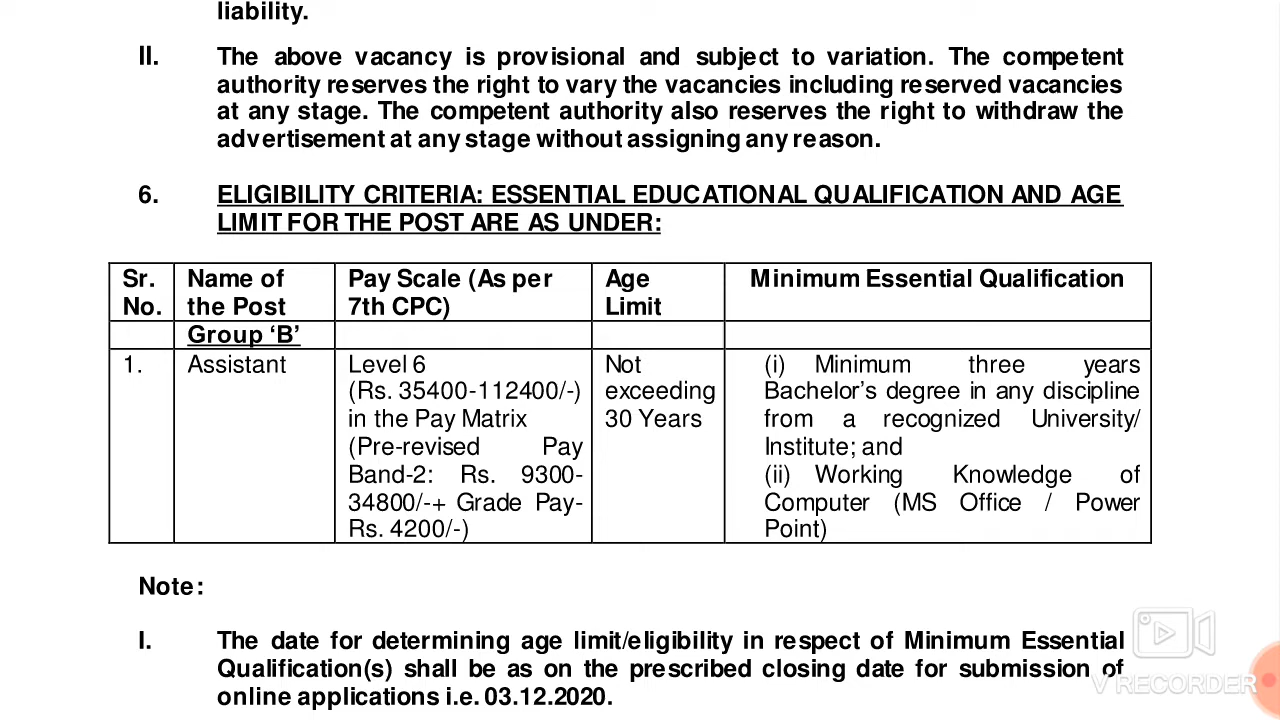 liability.
II. The above vacancy is provisional and subject to variation. The competent
authority reserves the right to vary the vacancies including reserved vacancies
at any stage. The competent authority also reserves the right to withdraw the
advertisement at any stage without assigning any reason.
6. ELIGIBILITY CRITERIA: ESSENTIAL EDUCATIONAL QUALIFICATION AND AGE
LIMIT FOR THE POST ARE AS UNDER:
Sr. No.
Name of the Post
Pay Scale (As per 7th CPC)
Age Limit
Minimum Essential Qualification
Group ‘B’
1.
Assistant
Level 6
(Rs. 35400-112400/-)
in the Pay Matrix
(Pre-revised Pay
Band-2: Rs. 9300-
34800/-+ Grade Pay-
Rs. 4200/-)
Not
exceeding
30 Years
(i) Minimum three years
Bachelor’s degree in any discipline
from a recognized University/
Institute; and
(ii) Working Knowledge of
Computer (MS Office / Power
Point)
Note:
I. The date for determining age limit/eligibility in respect of Minimum Essential
Qualification(s) shall be as on the prescribed closing date for submission of
online applications i.e. 03.12.2020.
V RECORDER